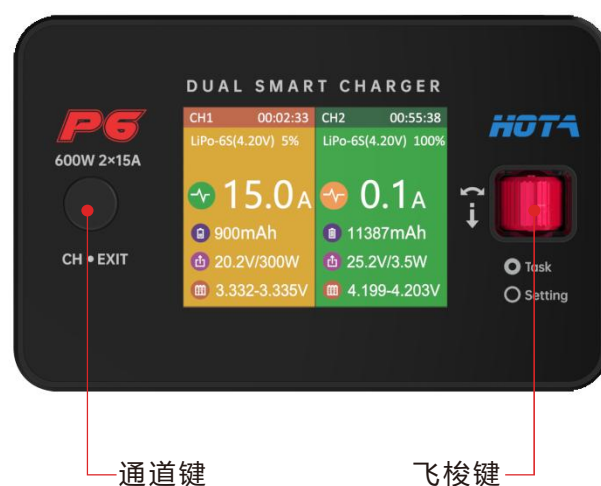 DUAL SMART CHARGER
P6
600W 2×15A
CH•EXIT
CH1 00:02:33
LiPo-6S(4.20V) 5%
15.0A
900mAh
20.2V/300W
3.332-3.335V
CH2 00:55:38
LiPo-6S(4.20V) 100%
0.1A
11387mAh
25.2V/3.5W
4.199-4.203V
HOTA
Task
Setting
通道键
飞梭键